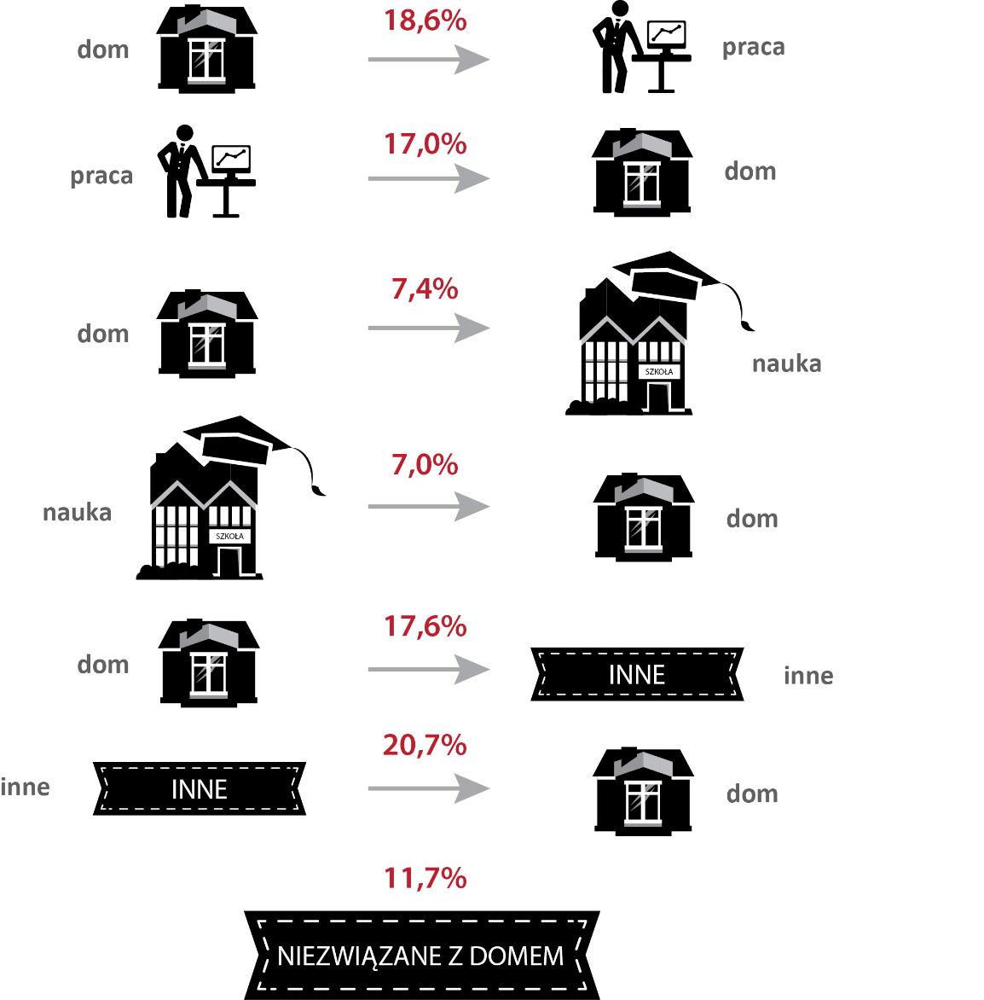 18,6%
dom
praca
17,0%
praca
dom
7,4%
dom
SZKOŁA
nauka
7,0%
nauka
SZKOŁA
dom
17,6%
dom
INNE
inne
20,7%
inne
INNE
dom
11,7%
NIEZWIĄZANE Z DOMEM